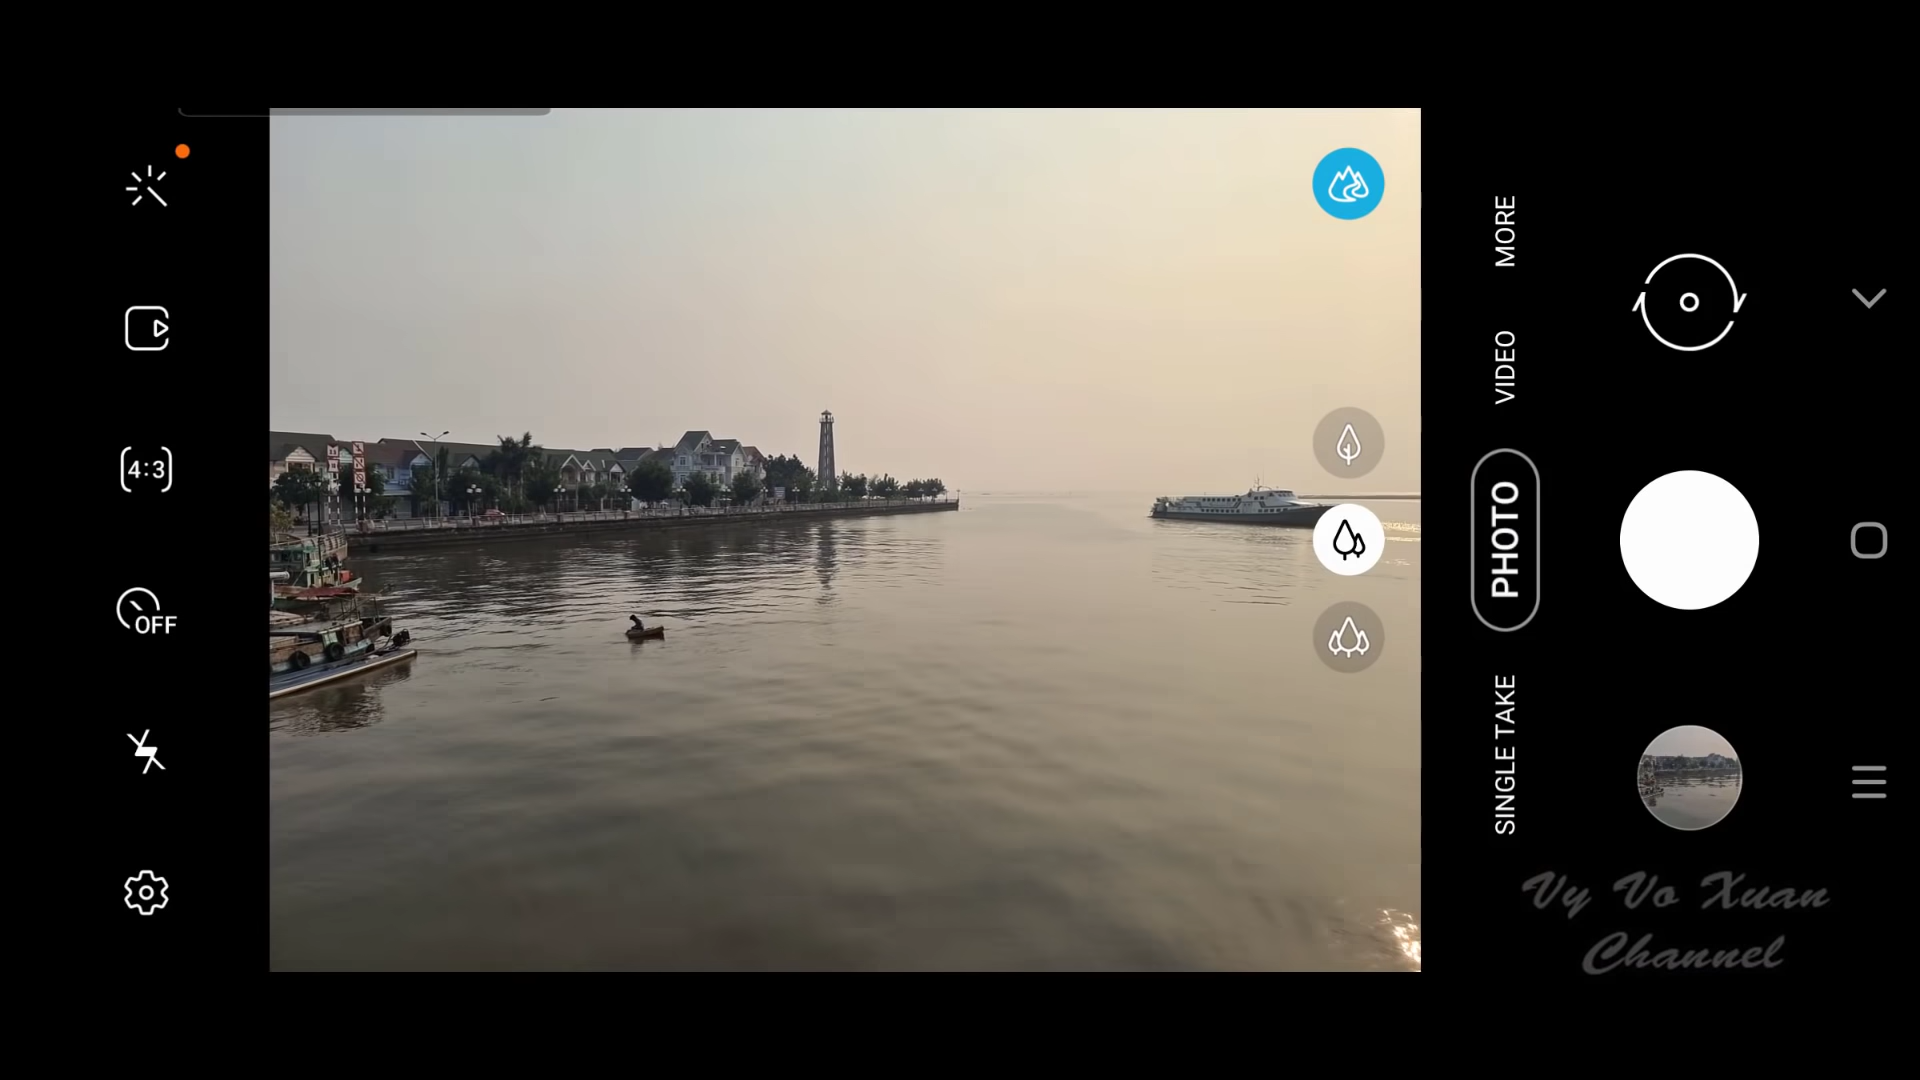 4:3
OFF
MORE
VIDEO
PHOTO
SINGLE TAKE
Vy Vo Xuan
Channel